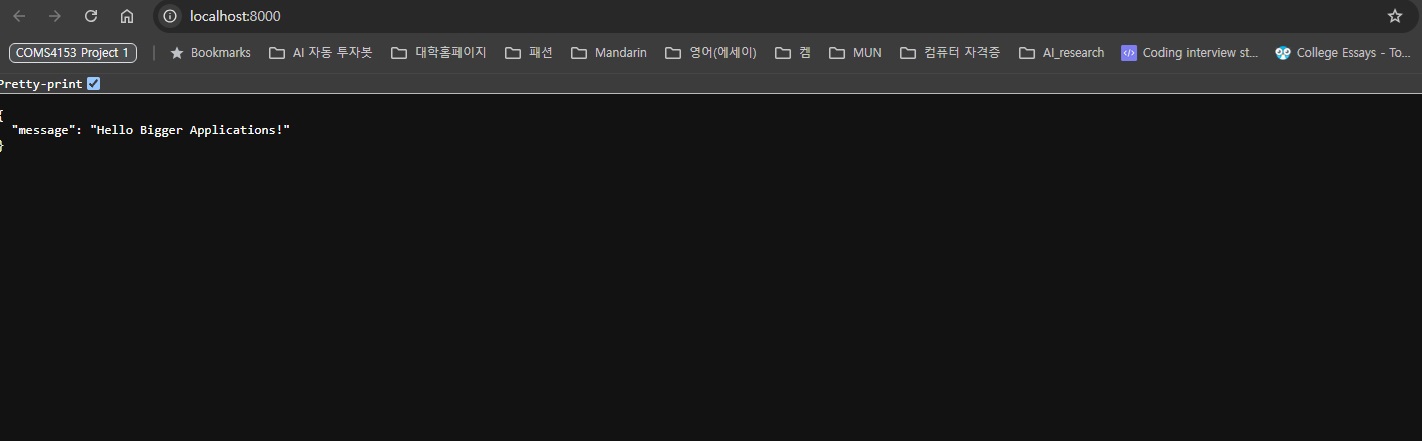 localhost:8000
COMS4153 Project 1 Bookmarks AI 자동 투자봇 대학홈페이지 패션 Mandarin 영어(에세이) 켐 MUN 컴퓨터 자격증 AI_research Coding interview st... College Essays - To...
Pretty-print
{
  "message": "Hello Bigger Applications!"
}